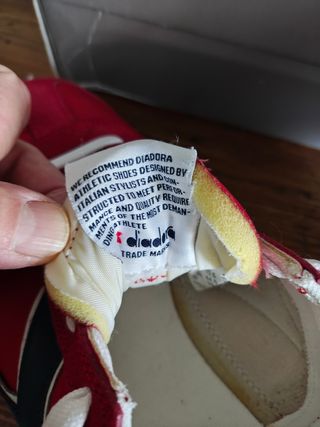 WE RECOMMEND DIADORA
ATHLETIC SHOES DESIGNED BY
ITALIAN STYLISTS AND CON-
STRUCTED TO MEET PERFOR-
MANCE AND QUALITY REQUIRE
MENTS OF THE MOST DEMAN-
DING ATHLETE
diadora
TRADE MARK